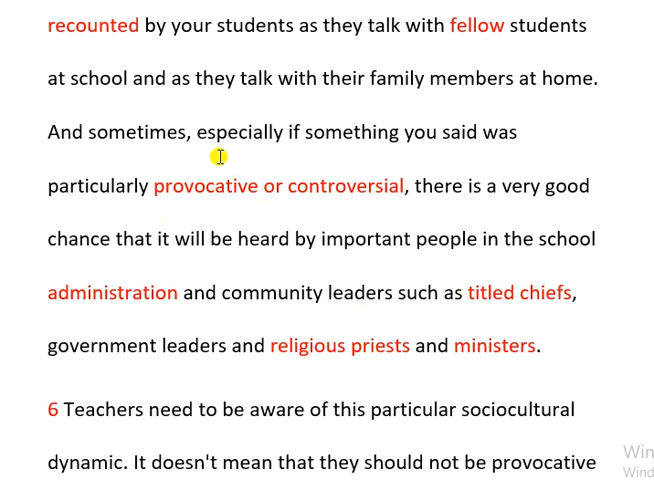 recounted by your students as they talk with fellow students
at school and as they talk with their family members at home.
And sometimes, especially if something you said was
particularly provocative or controversial, there is a very good
chance that it will be heard by important people in the school
administration and community leaders such as titled chiefs,
government leaders and religious priests and ministers.
6 Teachers need to be aware of this particular sociocultural
dynamic. It doesn't mean that they should not be provocative
Win
Wind